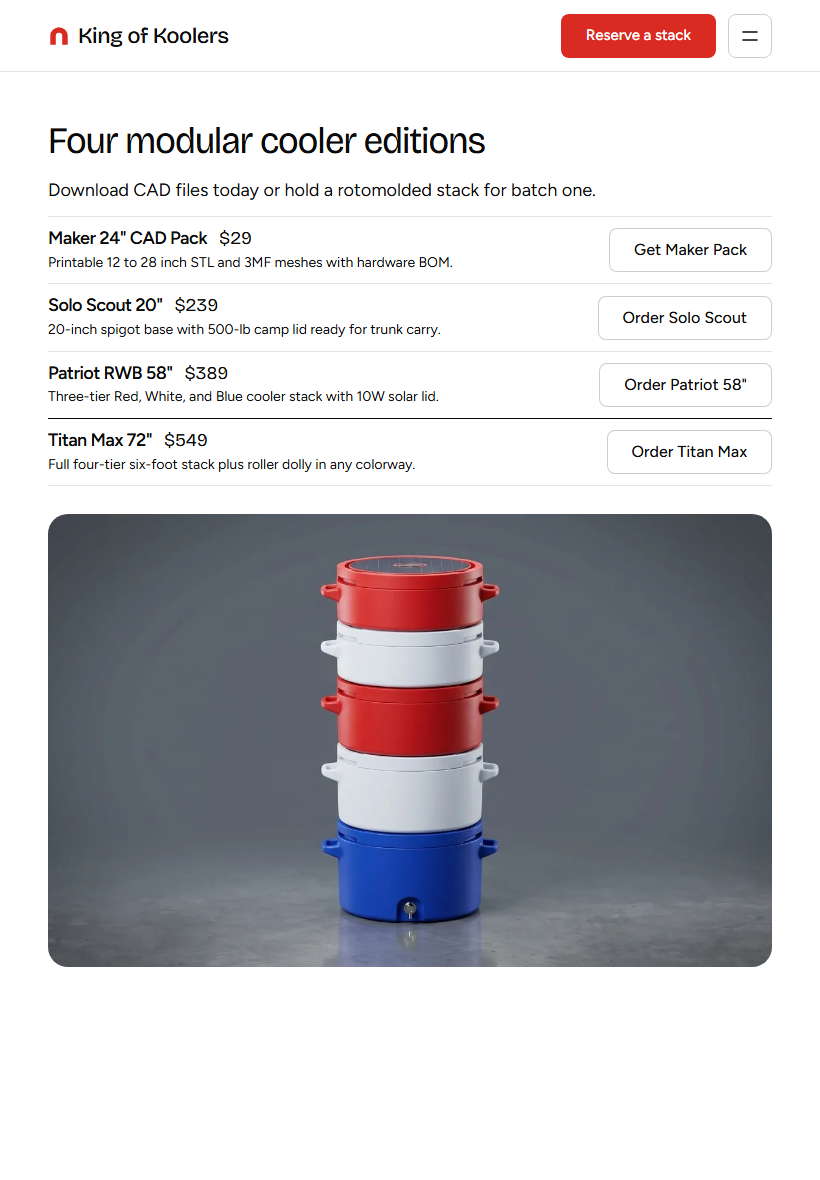 King of Koolers
Reserve a stack
Four modular cooler editions
Download CAD files today or hold a rotomolded stack for batch one.
Maker 24" CAD Pack $29
Printable 12 to 28 inch STL and 3MF meshes with hardware BOM.
Get Maker Pack
Solo Scout 20" $239
20-inch spigot base with 500-lb camp lid ready for trunk carry.
Order Solo Scout
Patriot RWB 58" $389
Three-tier Red, White, and Blue cooler stack with 10W solar lid.
Order Patriot 58"
Titan Max 72" $549
Full four-tier six-foot stack plus roller dolly in any colorway.
Order Titan Max